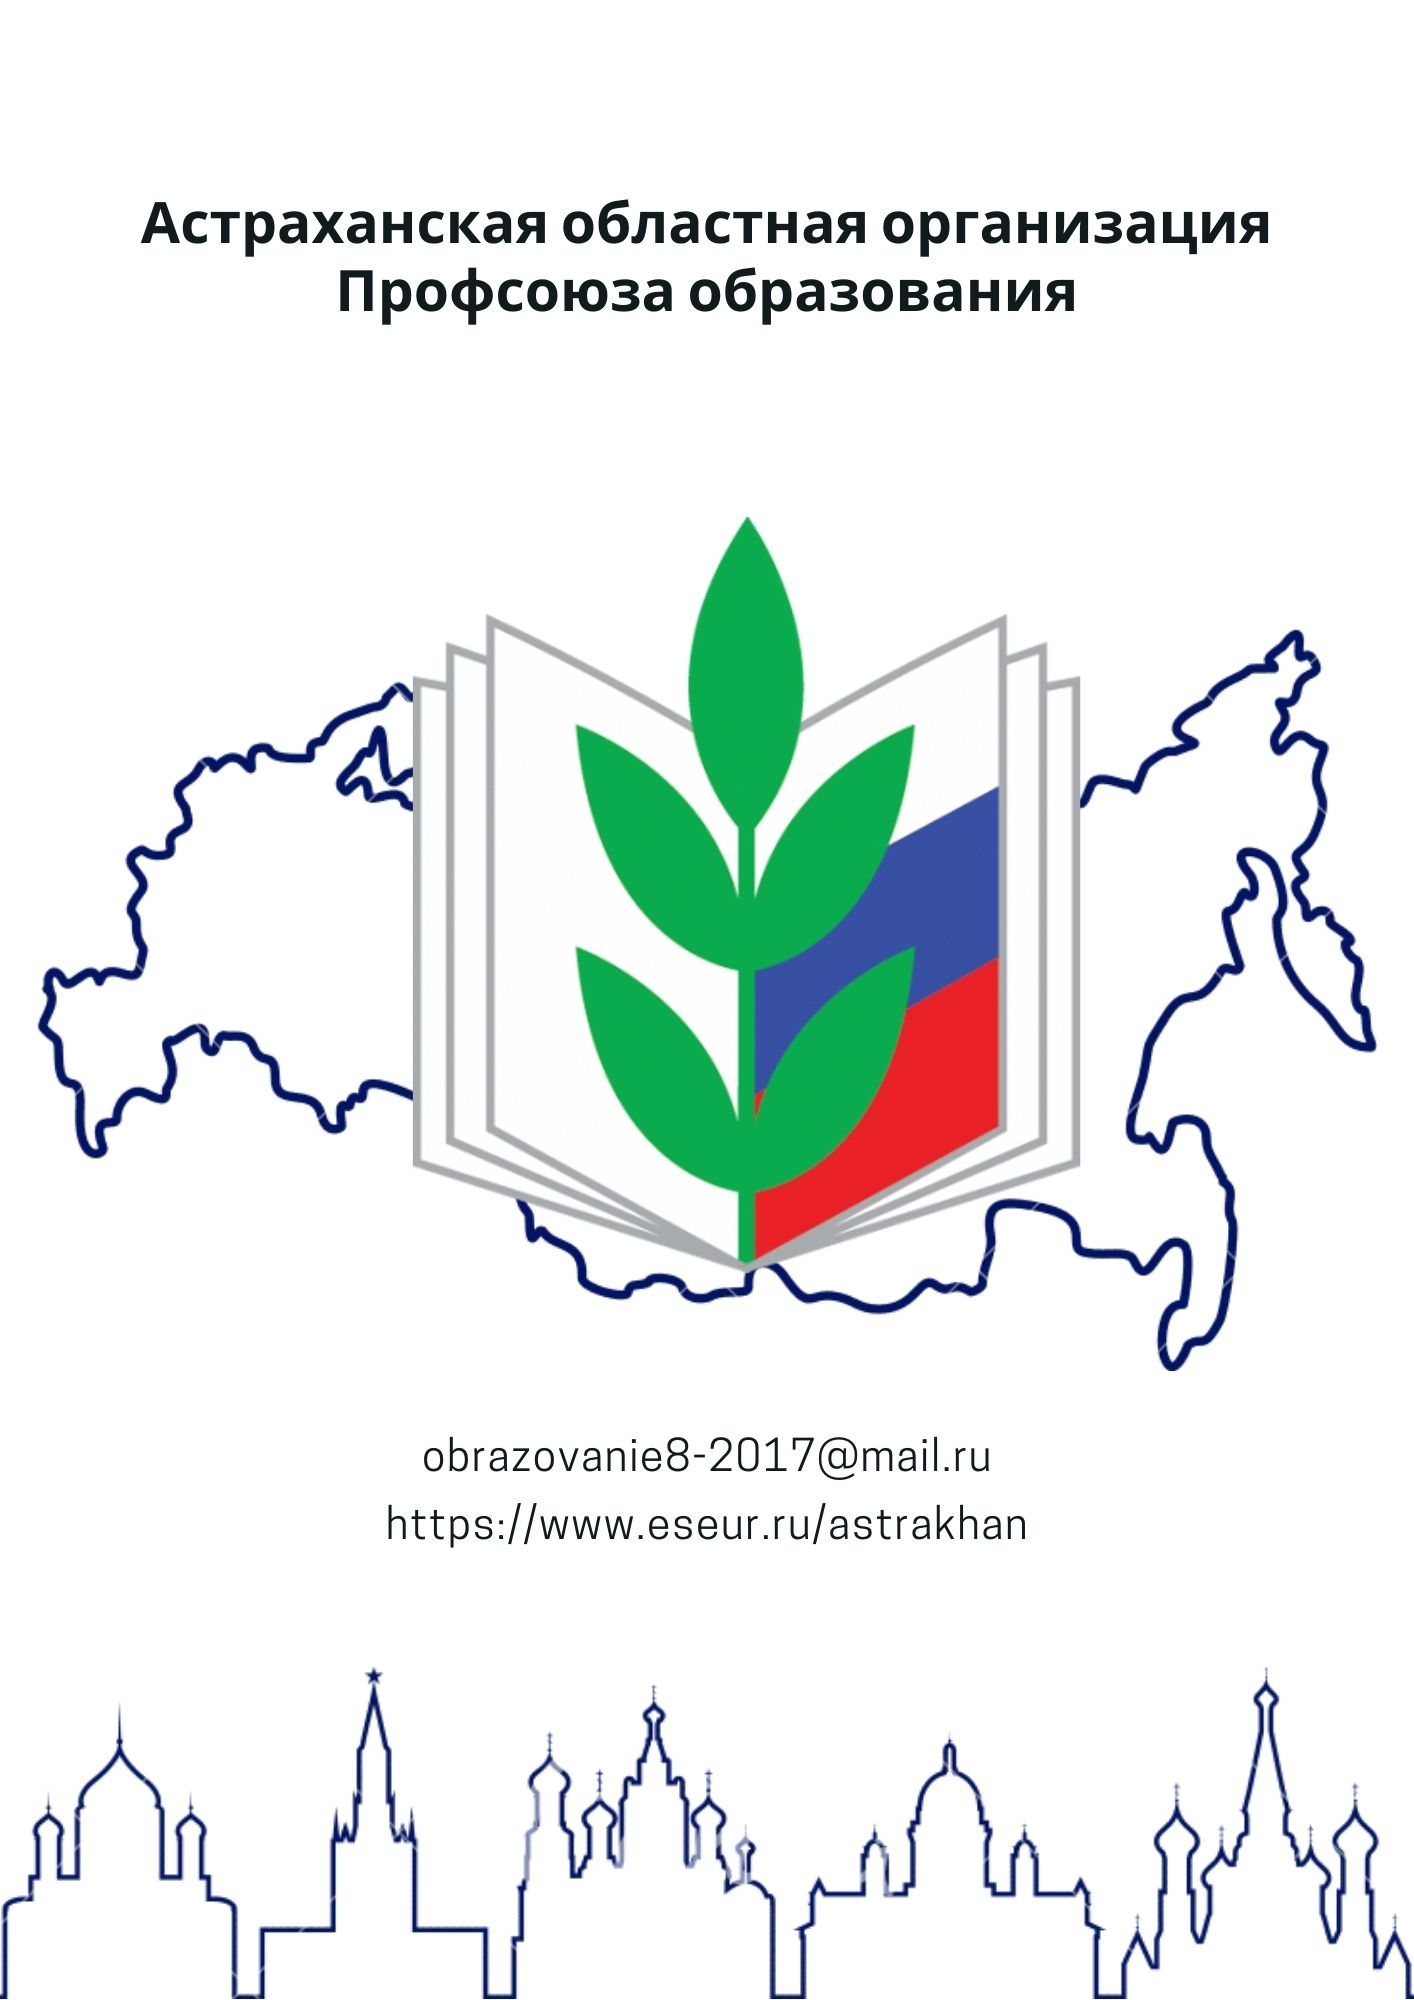 Астраханская областная организация
Профсоюза образования
obrazovanie8-2017@mail.ru
https://www.eseur.ru/astrakhan